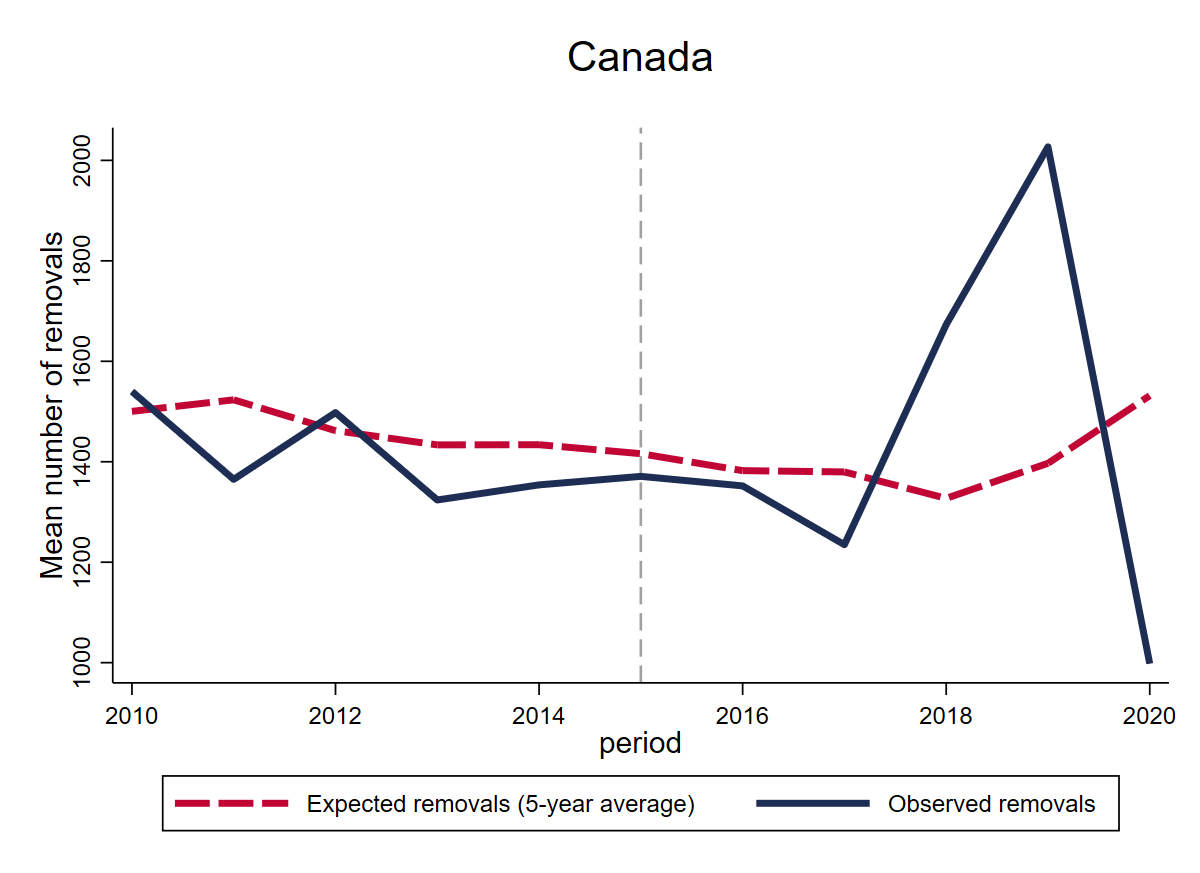 Canada
Mean number of removals
2000
1800
1600
1400
1200
1000
2010 2012 2014 2016 2018 2020
period
Expected removals (5-year average) Observed removals